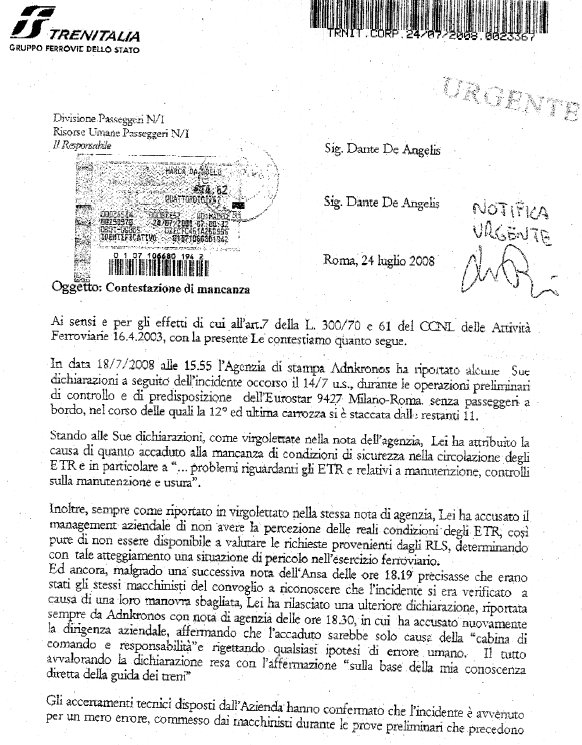 TRENITALIA
GRUPPO FERROVIE DELLO STATO
TRNIT.CORP.24/07/2008.0023367
URGENTE
Divisione Passeggeri N/I
Risorse Umane Passeggeri N/I
Il Responsabile
Sig. Dante De Angelis
MARCA DA BOLLO
Sig. Dante De Angelis
NOTIFICA
URGENTE
IDENTIFICATIVO
0 1 07 106680 194 2
Roma, 24 luglio 2008
Oggetto: Contestazione di mancanza
Ai sensi e per gli effetti di cui all'art.7 della L. 300/70 e 61 del CCNL delle Attività
Ferroviarie 16.4.2003, con la presente Le contestiamo quanto segue.
In data 18/7/2008 alle 15.55 l'Agenzia di stampa Adnkronos ha riportato alcune Sue
dichiarazioni a seguito dell'incidente occorso il 14/7 u.s., durante le operazioni preliminari
di controllo e di predisposizione dell'Eurostar 9427 Milano-Roma, senza passeggeri a
bordo, nel corso delle quali la 12ª ed ultima carrozza si è staccata dalle restanti 11.
Stando alle Sue dichiarazioni, come virgolettate nella nota dell'agenzia, Lei ha attribuito la
causa di quanto accaduto alla mancanza di condizioni di sicurezza nella circolazione degli
ETR e in particolare a "... problemi riguardanti gli ETR e relativi a manutenzione, controlli
sulla manutenzione e usura".
Inoltre, sempre come riportato in virgolettato nella stessa nota di agenzia, Lei ha accusato il
management aziendale di non avere la percezione delle reali condizioni degli ETR, così
pure di non essere disponibile a valutare le richieste provenienti dagli RLS, determinando
con tale atteggiamento una situazione di pericolo nell'esercizio ferroviario.
Ed ancora, malgrado una successiva nota dell'Ansa delle ore 18.19 precisasse che erano
stati gli stessi macchinisti del convoglio a riconoscere che l'incidente si era verificato a
causa di una loro manovra sbagliata, Lei ha rilasciato una ulteriore dichiarazione, riportata
sempre da Adnkronos con nota di agenzia delle ore 18.30, in cui ha accusato nuovamente
la dirigenza aziendale, affermando che l'accaduto sarebbe solo causa della "cabina di
comando e responsabilità"e rigettando qualsiasi ipotesi di errore umano. Il tutto
avvalorando la dichiarazione resa con l'affermazione "sulla base della mia conoscenza
diretta della guida dei treni"
Gli accertamenti tecnici disposti dall'Azienda hanno confermato che l'incidente è avvenuto
per un mero errore, commesso dai macchinisti durante le prove preliminari che precedono